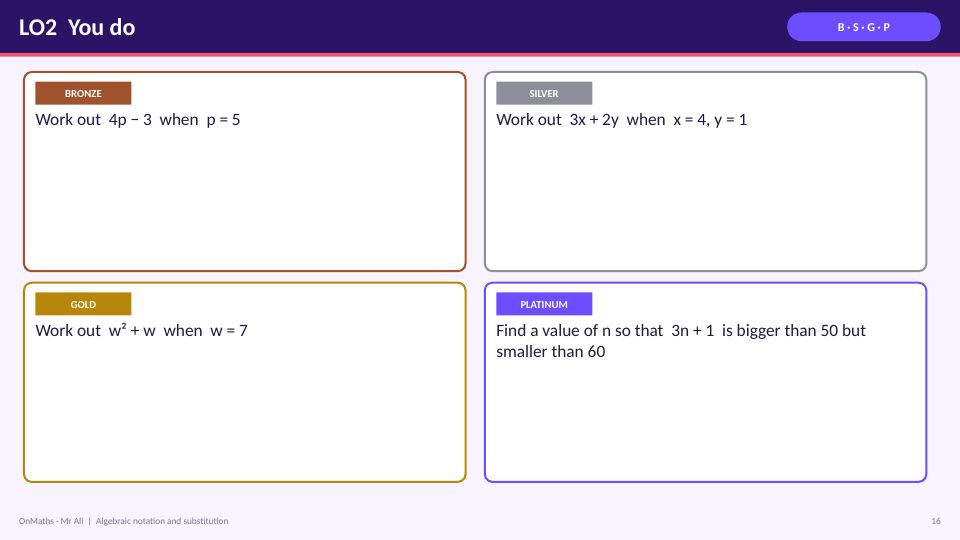 LO2 You do
B · S · G · P
BRONZE
Work out 4p − 3 when p = 5
SILVER
Work out 3x + 2y when x = 4, y = 1
GOLD
Work out w² + w when w = 7
PLATINUM
Find a value of n so that 3n + 1 is bigger than 50 but
smaller than 60
OnMaths · Mr Ali | Algebraic notation and substitution
16